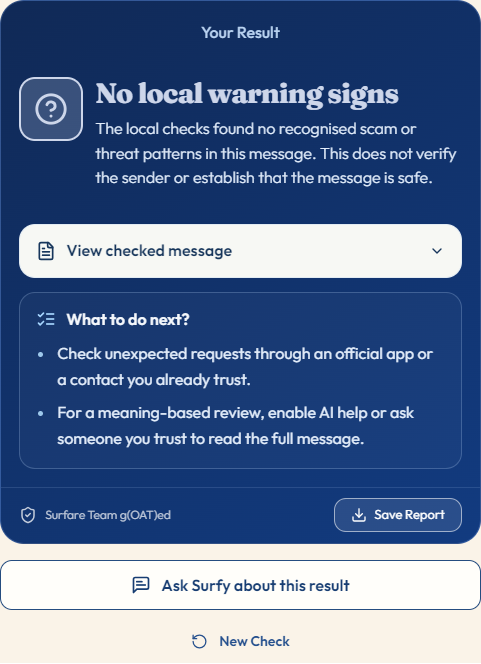 Your Result
No local warning signs
The local checks found no recognised scam or
threat patterns in this message. This does not verify
the sender or establish that the message is safe.
View checked message
What to do next?
• Check unexpected requests through an official app or
a contact you already trust.
• For a meaning-based review, enable AI help or ask
someone you trust to read the full message.
Surfare Team g(OAT)ed
Save Report
Ask Surfy about this result
New Check